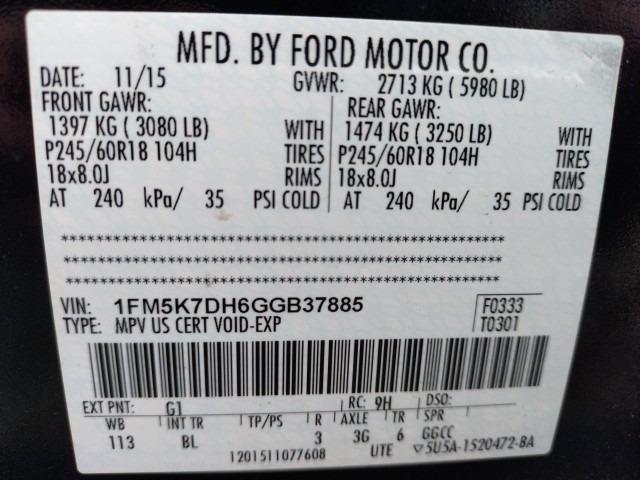 MFD. BY FORD MOTOR CO.
DATE: 11/15 GVWR: 2713 KG ( 5980 LB)
FRONT GAWR: REAR GAWR:
1397 KG ( 3080 LB) WITH 1474 KG ( 3250 LB) WITH
P245/60R18 104H TIRES P245/60R18 104H TIRES
18x8.0J RIMS 18x8.0J RIMS
AT 240 kPa/ 35 PSI COLD AT 240 kPa/ 35 PSI COLD
VIN: 1FM5K7DH6GGB37885 F0333
TYPE: MPV US CERT VOID-EXP T0301
EXT PNT: G1 RC: 9H DSO:
WB INT TR TP/PS R AXLE TR SPR
113 BL 3 3G 6 GGCC
1201511077608 UTE ▽5U5A-1520472-BA